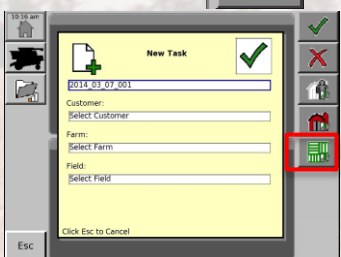 10:16 am
New Task
2014_03_07_001
Customer:
Select Customer
Farm:
Select Farm
Field:
Select Field
Click Esc to Cancel
Esc